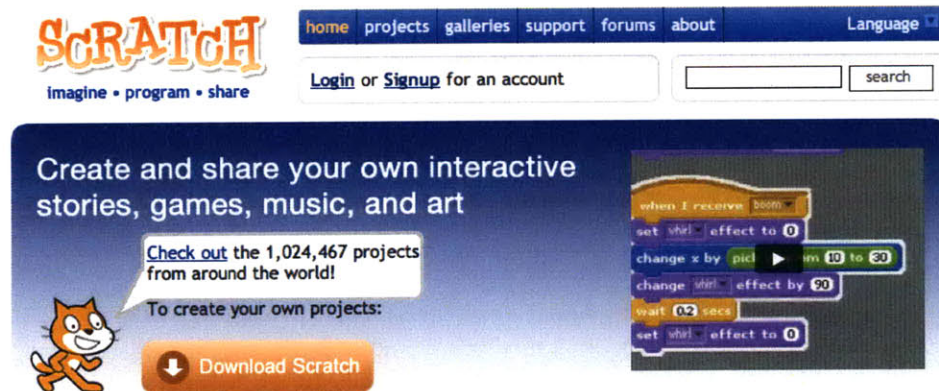 SCRATCH
imagine • program • share
home projects galleries support forums about Language
Login or Signup for an account
search
Create and share your own interactive
stories, games, music, and art
Check out the 1,024,467 projects
from around the world!
To create your own projects:
Download Scratch
when I receive boom
set whirl effect to 0
change x by pick 10 to 30
change whirl effect by 90
wait 0.2 secs
set whirl effect to 0